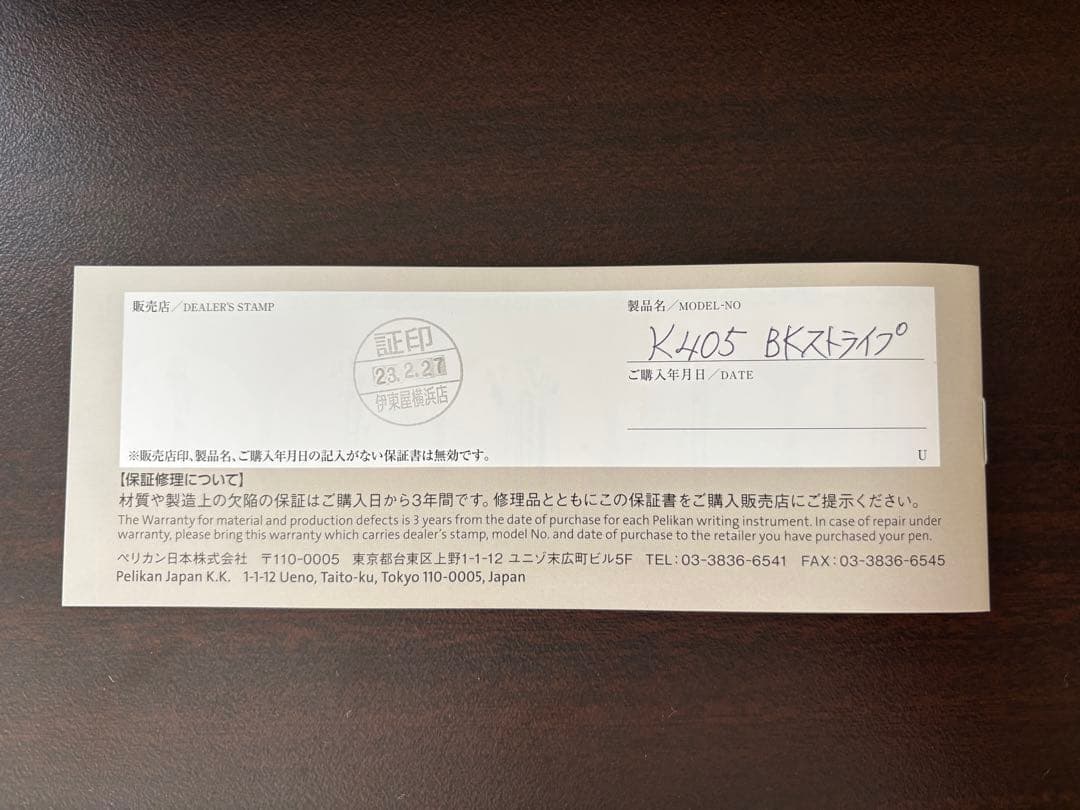 販売店／DEALER'S STAMP
証印
23.2.27
伊東屋横浜店
製品名／MODEL-NO
K405 BKストライプ
ご購入年月日／DATE
※販売店印、製品名、ご購入年月日の記入がない保証書は無効です。
U
【保証修理について】
材質や製造上の欠陥の保証はご購入日から3年間です。修理品とともにこの保証書をご購入販売店にご提示ください。
The Warranty for material and production defects is 3 years from the date of purchase for each Pelikan writing instrument. In case of repair under
warranty, please bring this warranty which carries dealer's stamp, model No. and date of purchase to the retailer you have purchased your pen.
ペリカン日本株式会社 〒110-0005 東京都台東区上野1-1-12 ユニゾ末広町ビル5F TEL：03-3836-6541 FAX：03-3836-6545
Pelikan Japan K.K. 1-1-12 Ueno, Taito-ku, Tokyo 110-0005, Japan